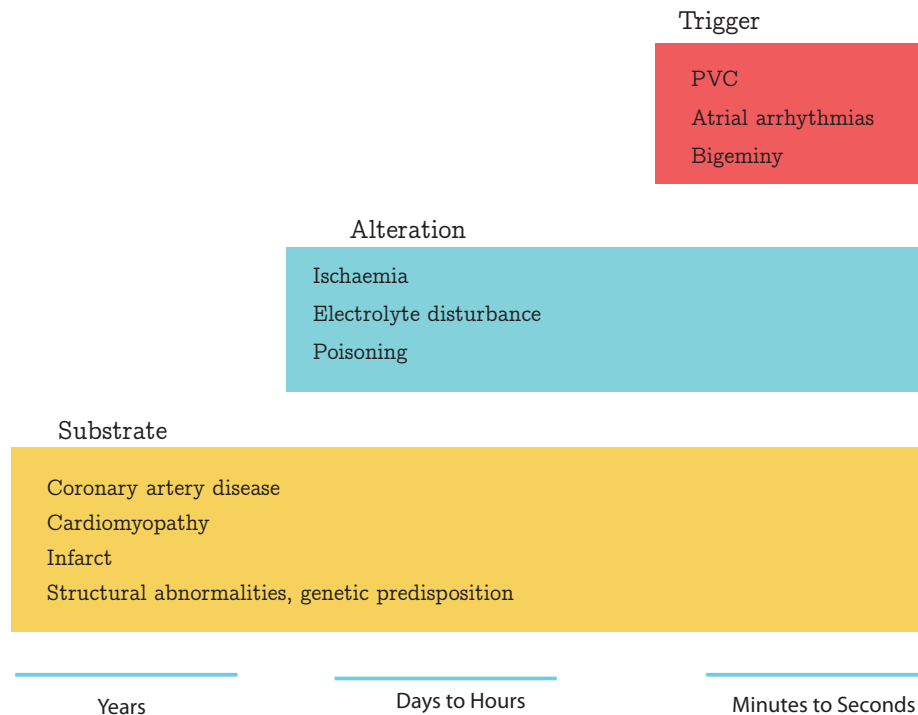 Trigger
PVC
Atrial arrhythmias
Bigeminy
Alteration
Ischaemia
Electrolyte disturbance
Poisoning
Substrate
Coronary artery disease
Cardiomyopathy
Infarct
Structural abnormalities, genetic predisposition
Years
Days to Hours
Minutes to Seconds